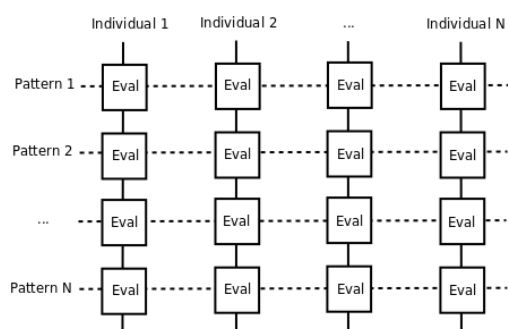 Individual 1 Individual 2 ... Individual N
Pattern 1 Eval Eval Eval Eval
Pattern 2 Eval Eval Eval Eval
... Eval Eval Eval Eval
Pattern N Eval Eval Eval Eval